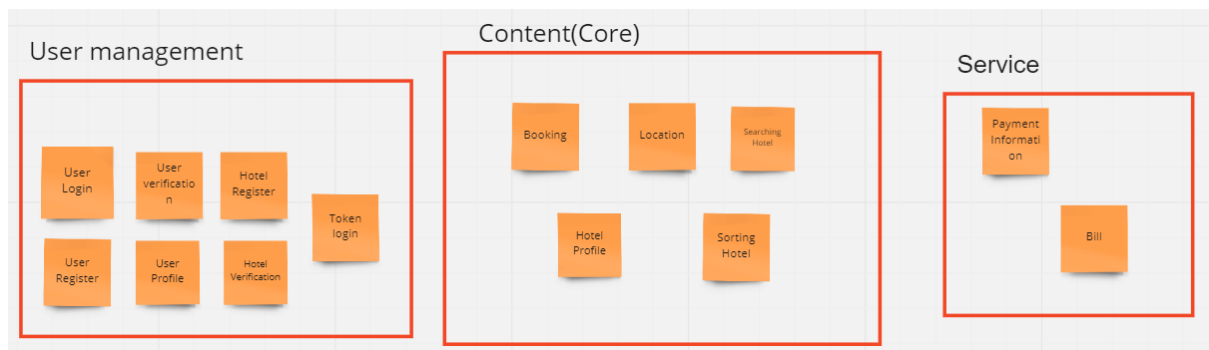 User management
User
Login
User
verificatio
n
Hotel
Register
Token
login
User
Register
User
Profile
Hotel
Verification
Content(Core)
Booking
Location
Searching
Hotel
Hotel
Profile
Sorting
Hotel
Service
Payment
Informati
on
Bill